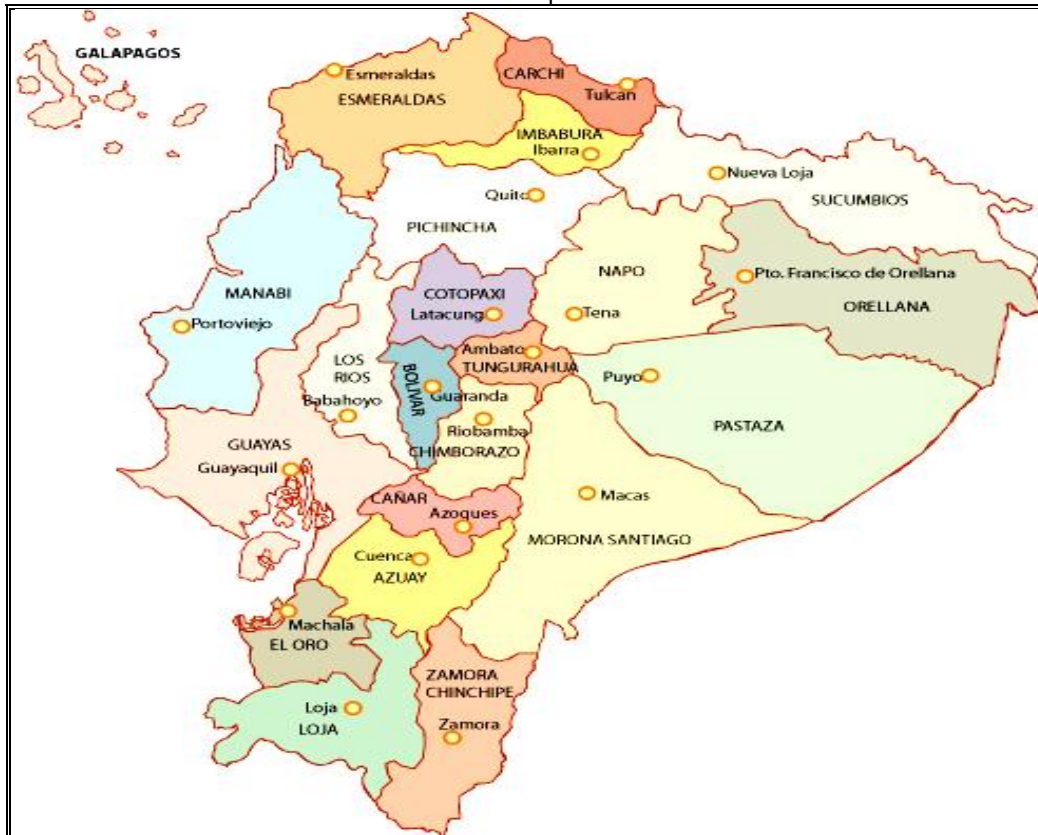 GALAPAGOS
Esmeraldas
ESMERALDAS
CARCHI
Tulcan
IMBABURA
Ibarra
Nueva Loja
SUCUMBIOS
Quito
PICHINCHA
NAPO
Pto. Francisco de Orellana
ORELLANA
COTOPAXI
Latacung
Tena
MANABI
Portoviejo
Ambato
TUNGURAHUA
LOS
RIOS
Babahoyo
BOLIVAR
Guaranda
Puyo
PASTAZA
Riobamba
CHIMBORAZO
GUAYAS
Guayaquil
CAÑAR
Azoques
Macas
MORONA SANTIAGO
Cuenca
AZUAY
Machala
EL ORO
ZAMORA
CHINCHIPE
Zamora
Loja
LOJA